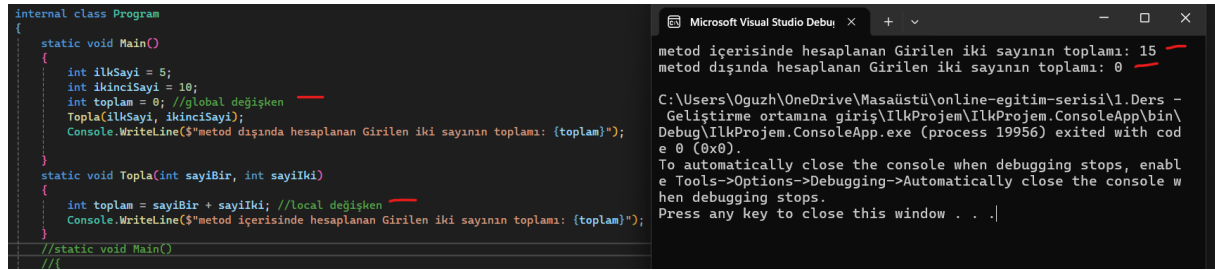 internal class Program
{
static void Main()
{
int ilkSayi = 5;
int ikinciSayi = 10;
int toplam = 0; //global değişken
Topla(ilkSayi, ikinciSayi);
Console.WriteLine($"metod dışında hesaplanan Girilen iki sayının toplamı: {toplam}");
}
static void Topla(int sayiBir, int sayiIki)
{
int toplam = sayiBir + sayiIki; //local değişken
Console.WriteLine($"metod içerisinde hesaplanan Girilen iki sayının toplamı: {toplam}");
}
//static void Main()
//{
Microsoft Visual Studio Debu
metod içerisinde hesaplanan Girilen iki sayının toplamı: 15
metod dışında hesaplanan Girilen iki sayının toplamı: 0
C:\Users\Oguzh\OneDrive\Masaüstü\online-egitim-serisi\1.Ders -
Geliştirme ortamına giriş\IlkProjem\IlkProjem.ConsoleApp\bin\
Debug\IlkProjem.ConsoleApp.exe (process 19956) exited with cod
e 0 (0x0).
To automatically close the console when debugging stops, enabl
e Tools->Options->Debugging->Automatically close the console w
hen debugging stops.
Press any key to close this window . . .